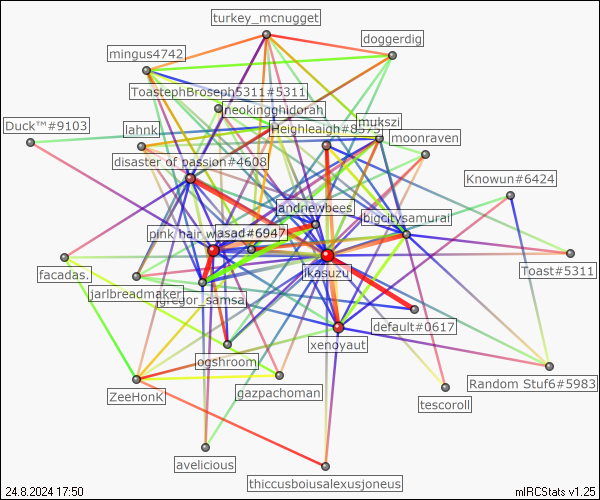 turkey_mcnugget
doggerdig
mingus4742
ToastephBroseph5311#5311
neokingghidorah
Duck™#9103
lahnk
Heighleaigh#8375
mukszi
moonraven
disaster of passion#4608
Knowun#6424
andnewbees
bigcitysamurai
pink hair wasad#6947
facadas.
ikasuzu
Toast#5311
jarlbreadmaker
gregor_samsa
default#0617
xenoyaut
ogshroom
Random Stuf6#5983
ZeeHonK
gazpachoman
tescoroll
avelicious
thiccusboiusalexusjoneus
24.8.2024 17:50
mIRCStats v1.25